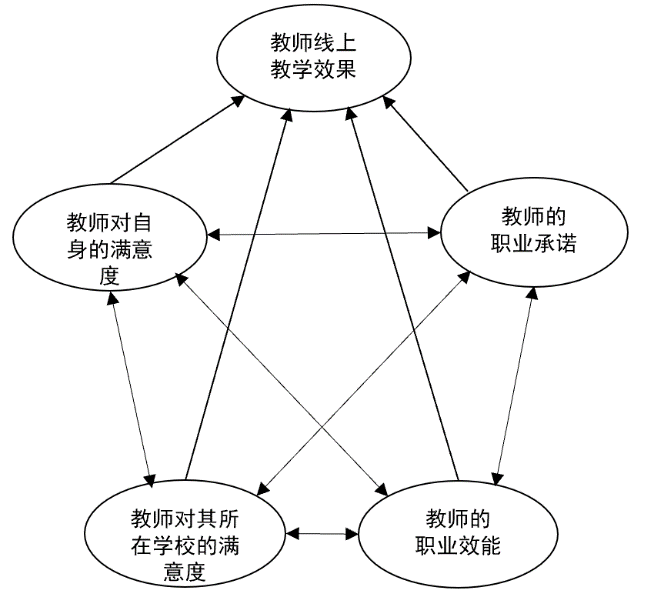 教师线上
教学效果
教师对自
身的满意
度
教师的
职业承诺
教师对其所
在学校的满
意度
教师的
职业效能